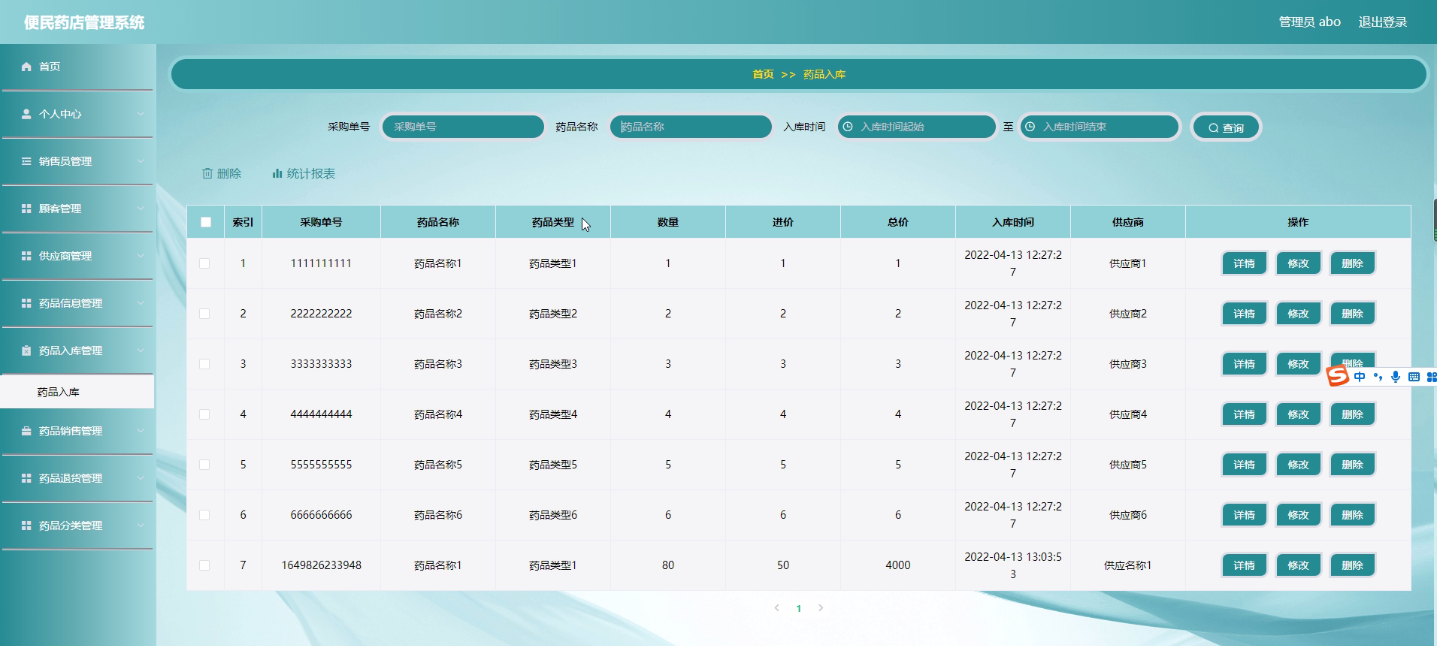 便民药店管理系统 管理员 abo 退出登录
首页
个人中心
销售员管理
顾客管理
供应商管理
药品信息管理
药品入库管理
药品入库
药品销售管理
药品退货管理
药品分类管理
首页 >> 药品入库
采购单号 采购单号 药品名称 药品名称 入库时间 入库时间起始 至 入库时间结束 查询
删除 统计报表
索引 采购单号 药品名称 药品类型 数量 进价 总价 入库时间 供应商 操作
1 1111111111 药品名称1 药品类型1 1 1 1 2022-04-13 12:27:27 供应商1 详情 修改 删除
2 2222222222 药品名称2 药品类型2 2 2 2 2022-04-13 12:27:27 供应商2 详情 修改 删除
3 3333333333 药品名称3 药品类型3 3 3 3 2022-04-13 12:27:27 供应商3 详情 修改 删除
4 4444444444 药品名称4 药品类型4 4 4 4 2022-04-13 12:27:27 供应商4 详情 修改 删除
5 5555555555 药品名称5 药品类型5 5 5 5 2022-04-13 12:27:27 供应商5 详情 修改 删除
6 6666666666 药品名称6 药品类型6 6 6 6 2022-04-13 12:27:27 供应商6 详情 修改 删除
7 1649826233948 药品名称1 药品类型1 80 50 4000 2022-04-13 13:03:53 供应名称1 详情 修改 删除
< 1 >
S 中